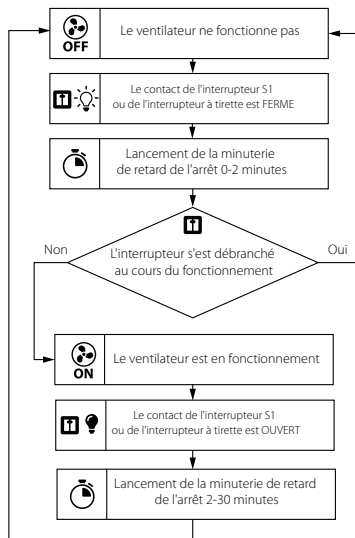 OFF
Le ventilateur ne fonctionne pas
Le contact de l'interrupteur S1
ou de l'interrupteur à tirette est FERME
Lancement de la minuterie
de retard de l'arrêt 0-2 minutes
Non
Oui
L'interrupteur s'est débranché
au cours du fonctionnement
ON
Le ventilateur est en fonctionnement
Le contact de l'interrupteur S1
ou de l'interrupteur à tirette est OUVERT
Lancement de la minuterie de retard
de l'arrêt 2-30 minutes